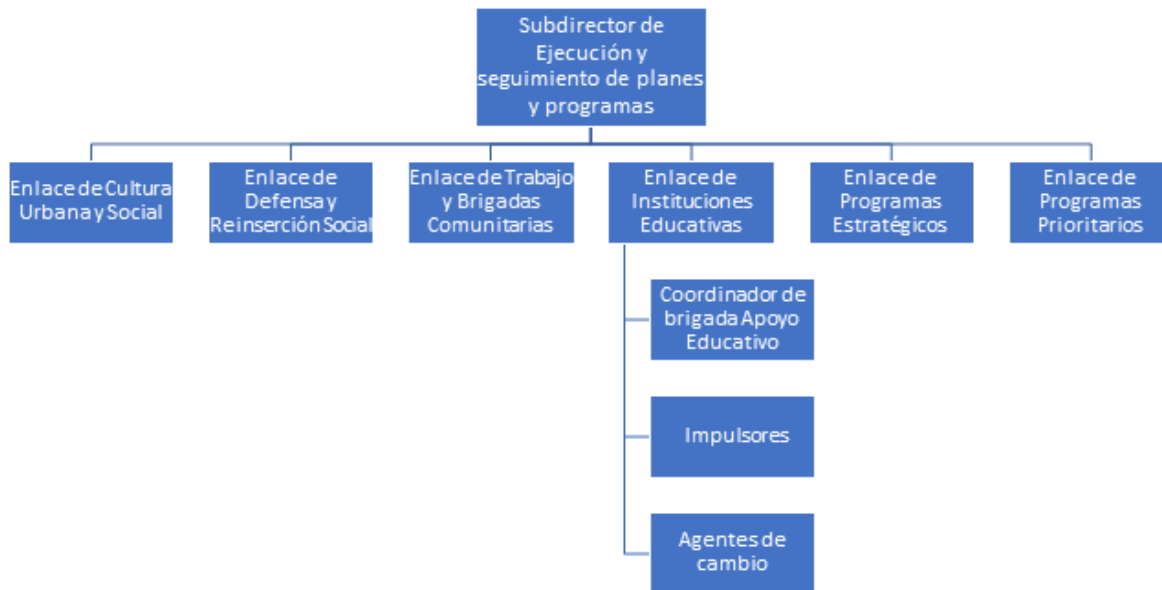 Subdirector de
Ejecución y
seguimiento de planes
y programas
Enlace de Cultura
Urbana y Social
Enlace de
Defensa y
Reinserción Social
Enlace de Trabajo
y Brigadas
Comunitarias
Enlace de
Instituciones
Educativas
Enlace de
Programas
Estratégicos
Enlace de
Programas
Prioritarios
Coordinador de
brigada Apoyo
Educativo
Impulsores
Agentes de
cambio